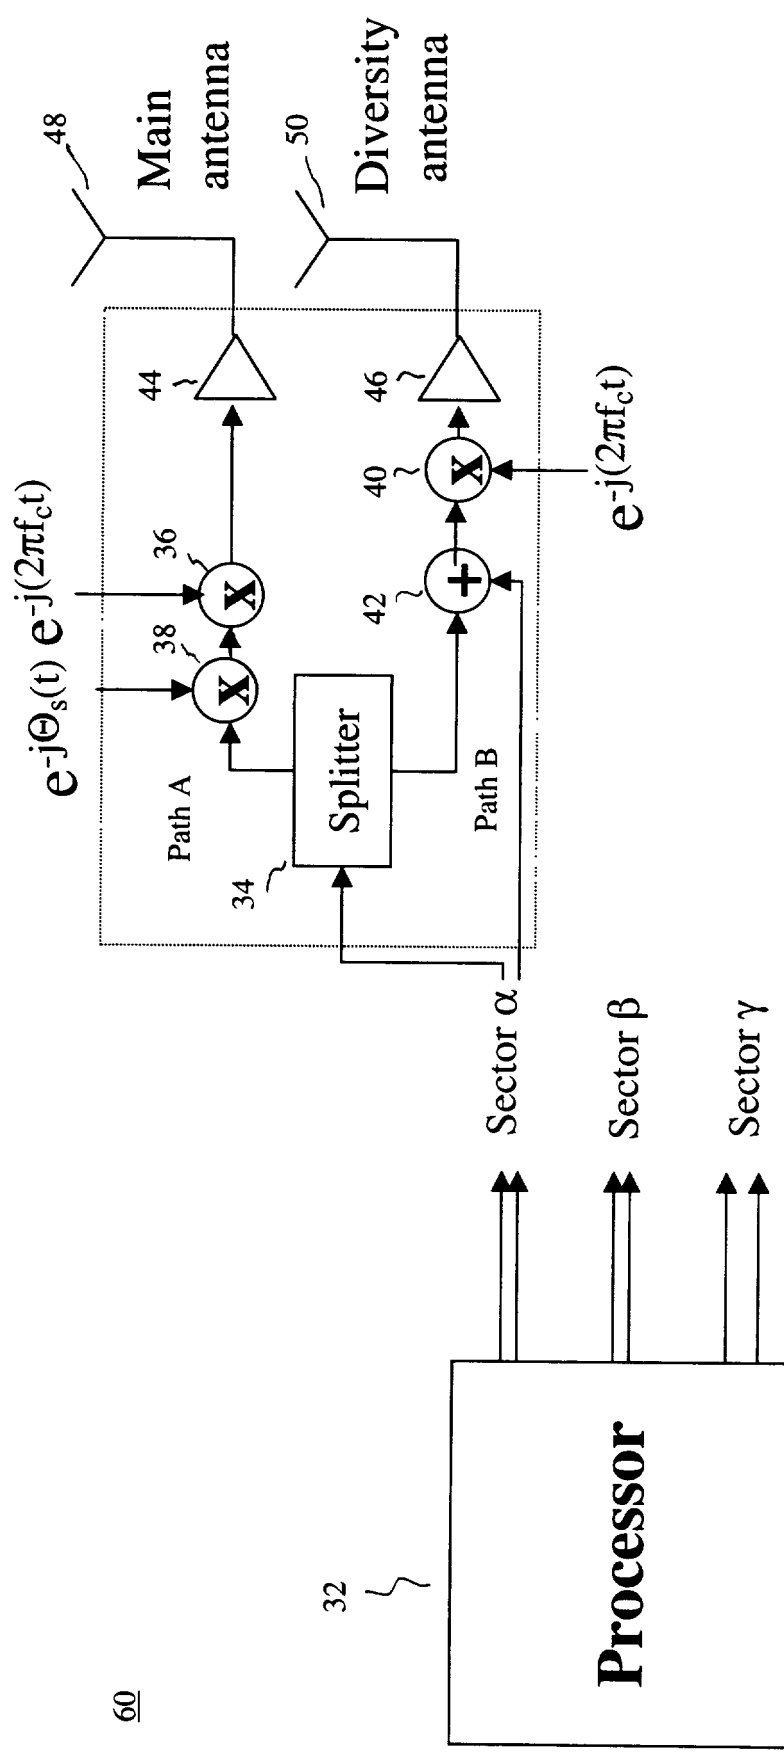 60
32
Processor
Sector α
Sector β
Sector γ
34
Splitter
Path A
Path B
e-jΘs(t)
e-j(2πfct)
38
36
42
40
e-j(2πfct)
44
46
48
Main
antenna
50
Diversity
antenna
X
X
+
X